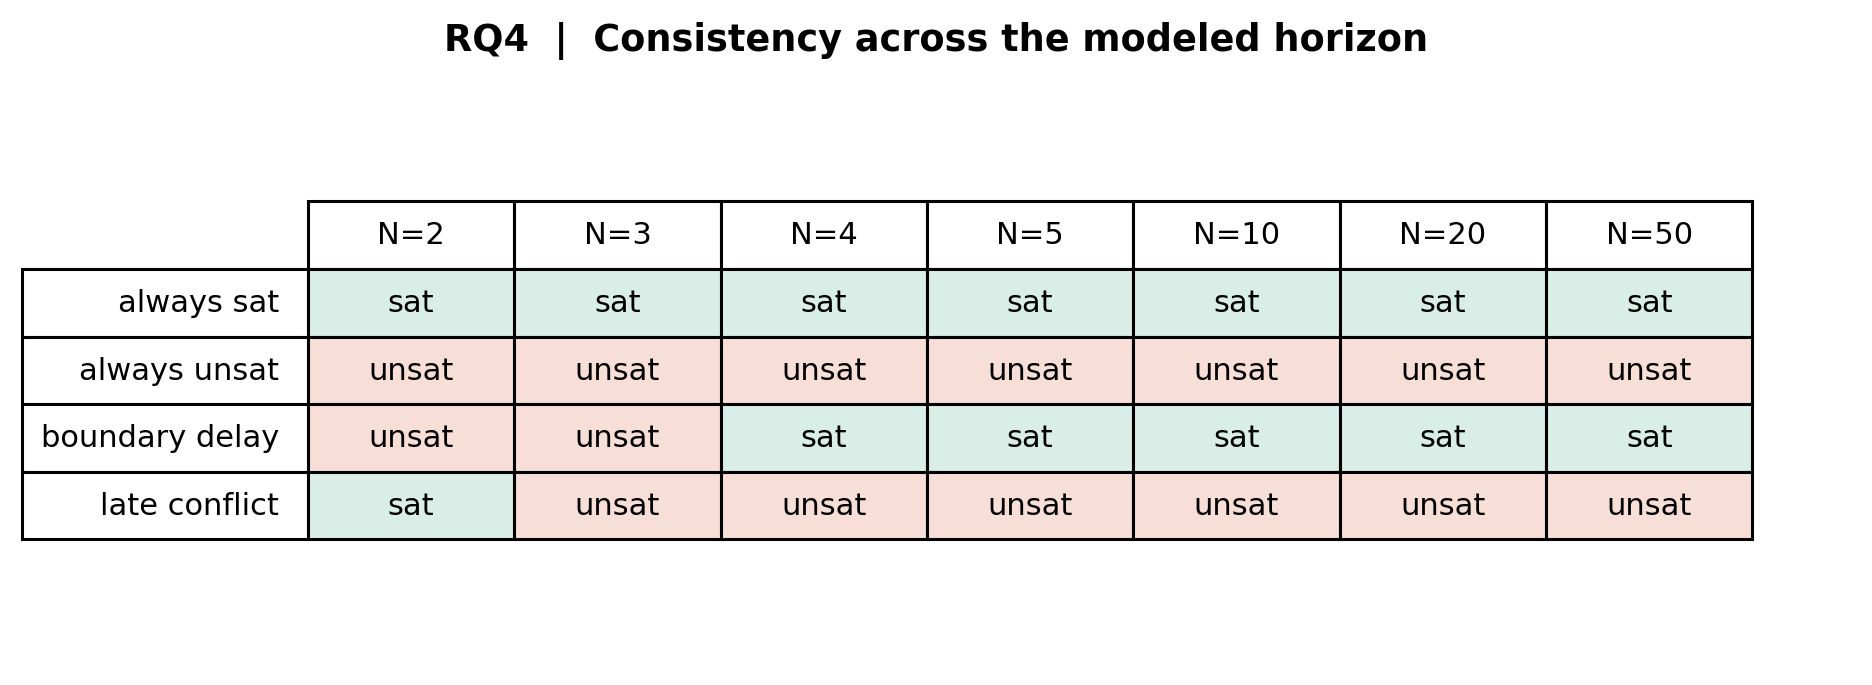 RQ4 | Consistency across the modeled horizon
N=2 N=3 N=4 N=5 N=10 N=20 N=50
always sat sat sat sat sat sat sat sat
always unsat unsat unsat unsat unsat unsat unsat unsat
boundary delay unsat unsat sat sat sat sat sat
late conflict sat unsat unsat unsat unsat unsat unsat